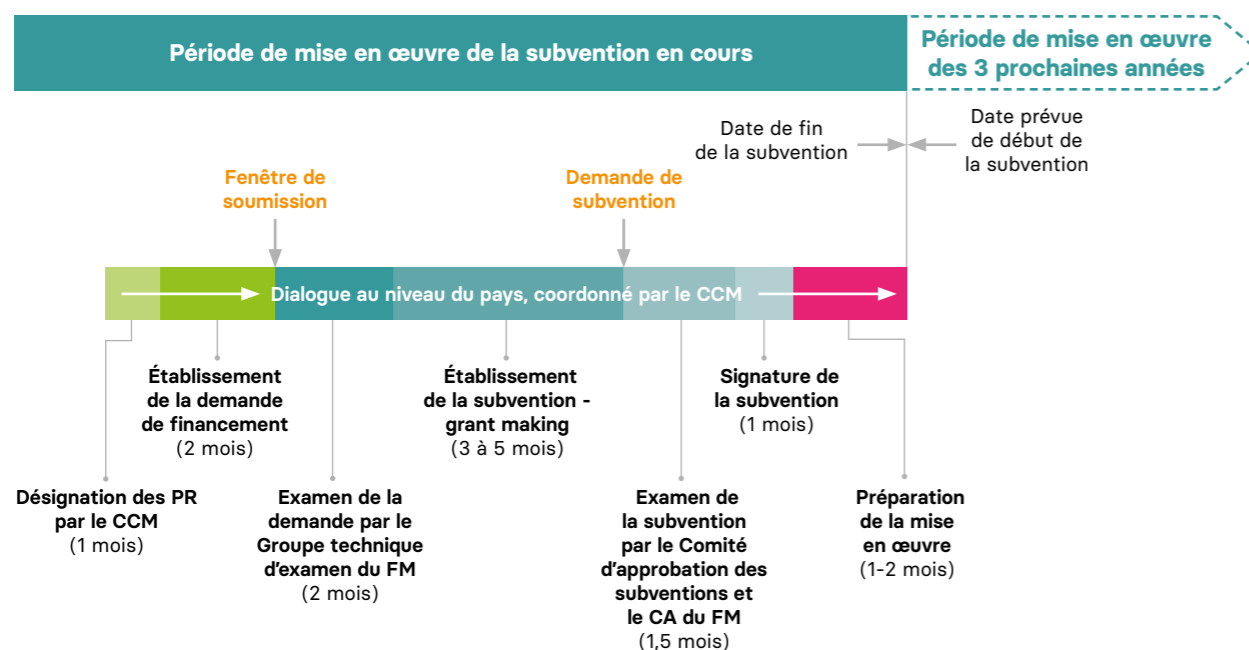 Période de mise en œuvre de la subvention en cours
Période de mise en œuvre
des 3 prochaines années
Date de fin
de la subvention
Date prévue
de début de
la subvention
Fenêtre de
soumission
Demande de
subvention
Dialogue au niveau du pays, coordonné par le CCM
Établissement
de la demande
de financement
(2 mois)
Établissement
de la subvention -
grant making
(3 à 5 mois)
Signature de
la subvention
(1 mois)
Désignation des PR
par le CCM
(1 mois)
Examen de la
demande par le
Groupe technique
d’examen du FM
(2 mois)
Examen de
la subvention
par le Comité
d’approbation des
subventions et
le CA du FM
(1,5 mois)
Préparation
de la mise
en œuvre
(1-2 mois)